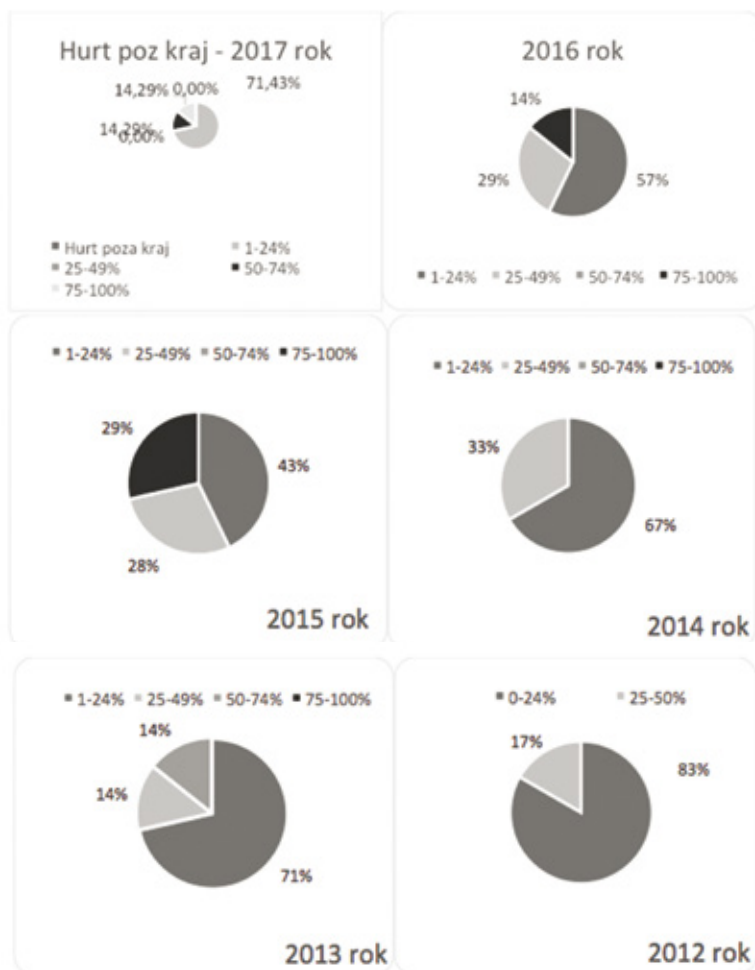 Hurt poz kraj - 2017 rok
14,29% 0,00% 71,43%
14,29%
0,00%
Hurt poza kraj 1-24%
25-49% 50-74%
75-100%
2016 rok
14%
29%
57%
1-24% 25-49% 50-74% 75-100%
1-24% 25-49% 50-74% 75-100%
29%
43%
28%
2015 rok
1-24% 25-49% 50-74% 75-100%
33%
67%
2014 rok
1-24% 25-49% 50-74% 75-100%
14%
14%
71%
2013 rok
0-24% 25-50%
17%
83%
2012 rok